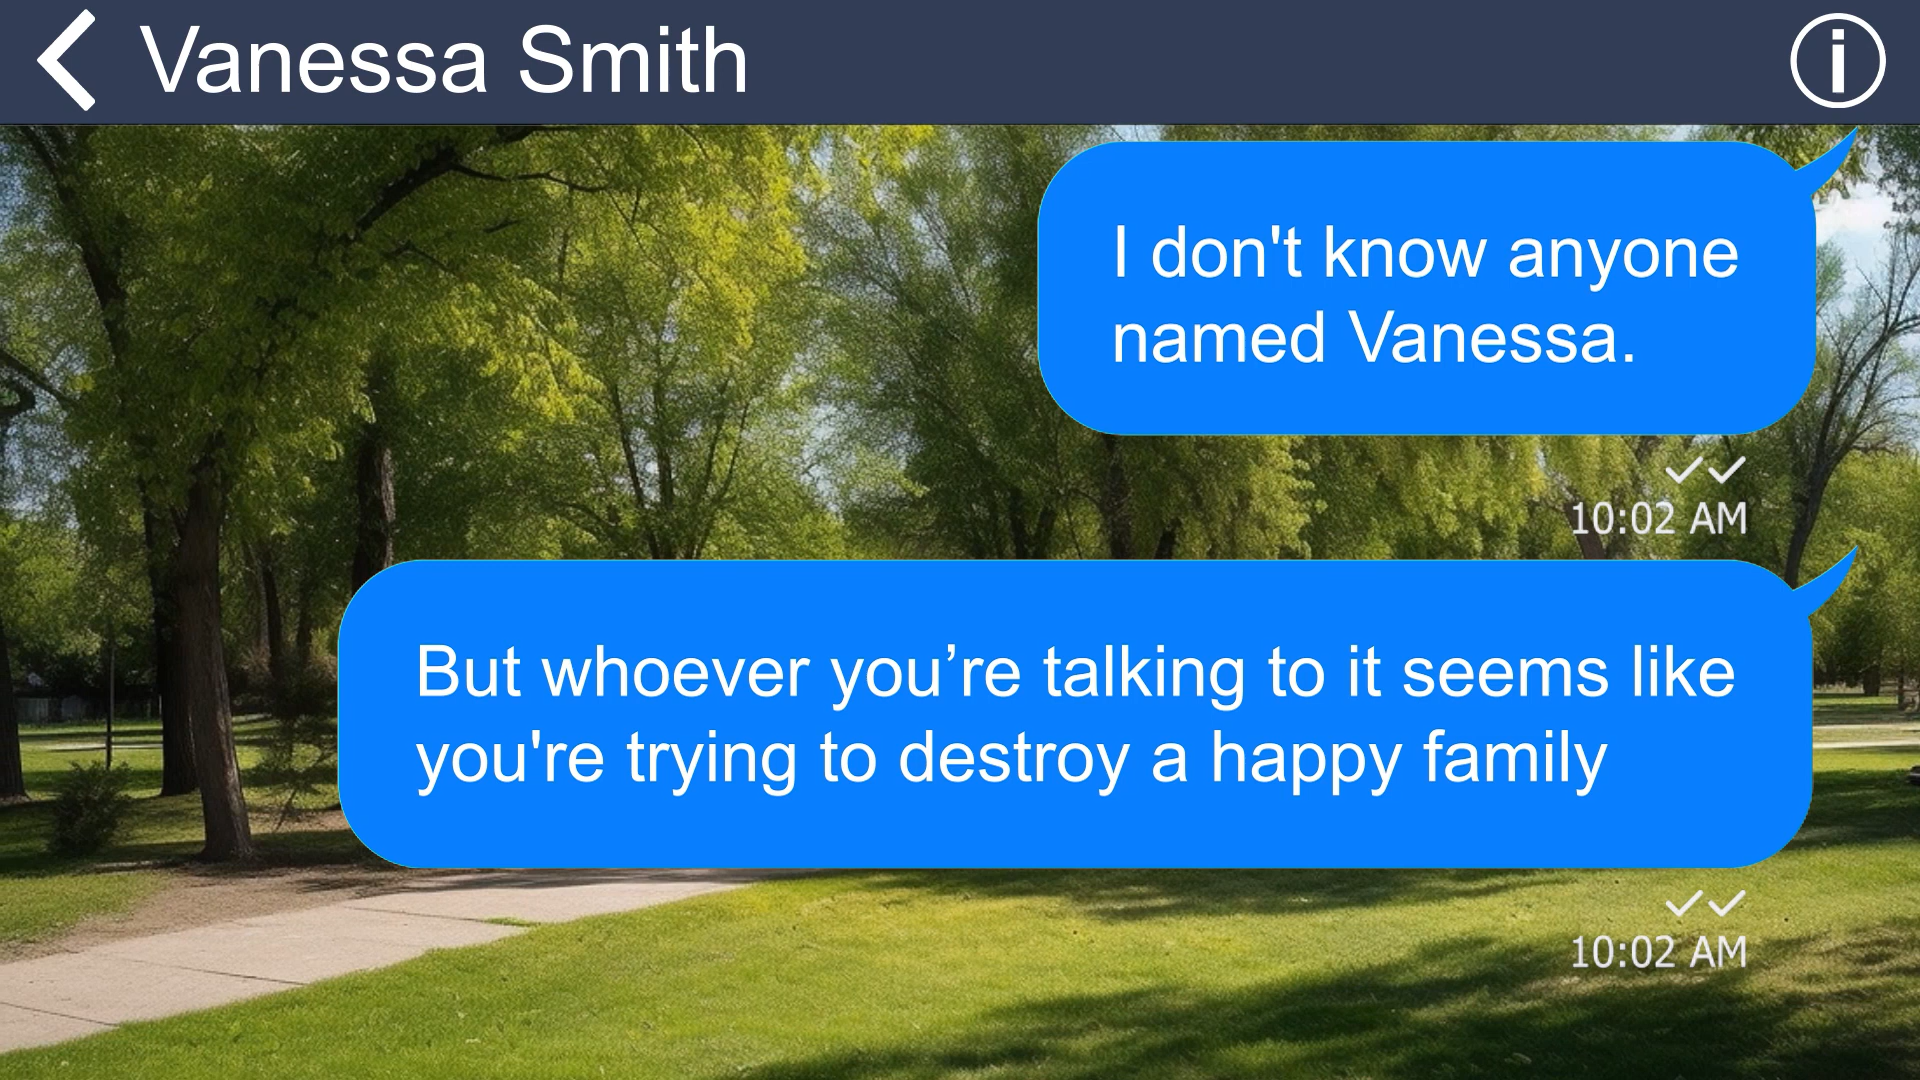 Vanessa Smith
I don't know anyone
named Vanessa.
10:02 AM
But whoever you’re talking to it seems like
you're trying to destroy a happy family
10:02 AM